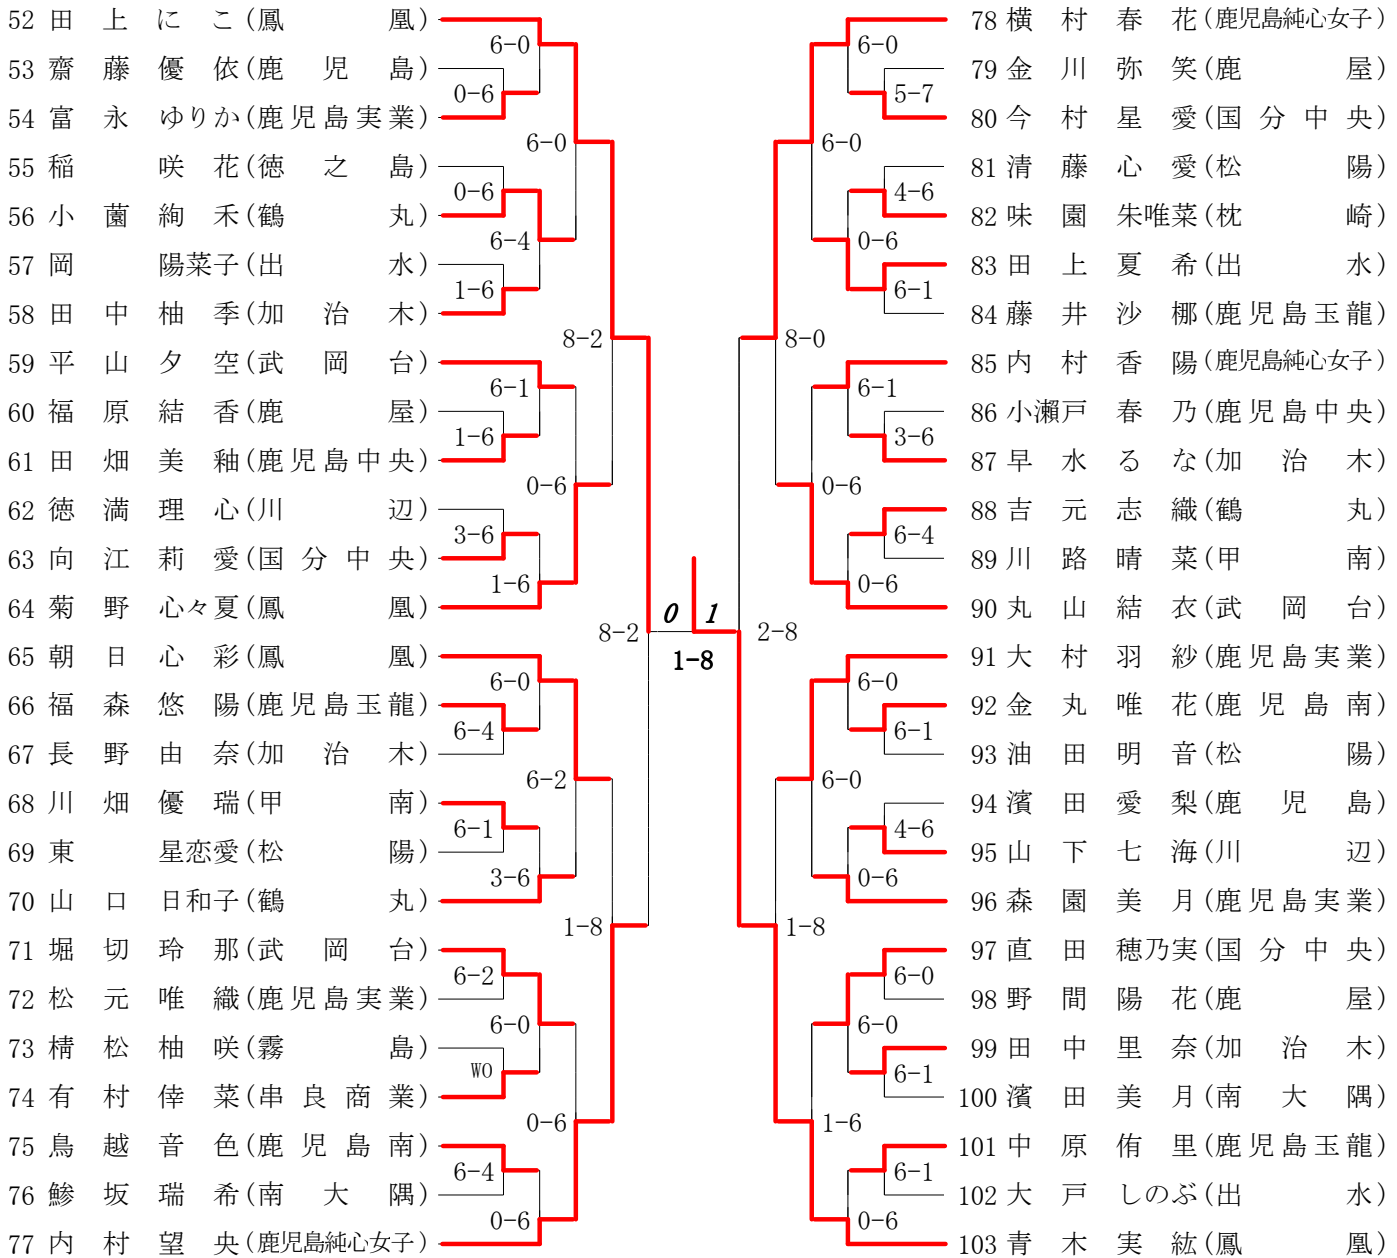 52 田上にこ(鳳凰)
6-0
53 齋藤優依(鹿児島)
0-6
54 富永ゆりか(鹿児島実業)
6-0
55 稲咲花(徳之島)
0-6
56 小薗絢禾(鶴丸)
6-4
57 岡陽菜子(出水)
1-6
58 田中柚季(加治木)
8-2
59 平山夕空(武岡台)
6-1
60 福原結香(鹿屋)
1-6
61 田畑美釉(鹿児島中央)
0-6
62 徳満理心(川辺)
3-6
63 向江莉愛(国分中央)
1-6
64 菊野心々夏(鳳凰)
8-2
65 朝日心彩(鳳凰)
6-0
66 福森悠陽(鹿児島玉龍)
6-4
67 長野由奈(加治木)
6-2
68 川畑優瑞(甲南)
6-1
69 東星恋愛(松陽)
3-6
70 山口日和子(鶴丸)
1-8
71 堀切玲那(武岡台)
6-2
72 松元唯織(鹿児島実業)
6-0
73 棈松柚咲(霧島)
WO
74 有村倖菜(串良商業)
0-6
75 鳥越音色(鹿児島南)
6-4
76 鯵坂瑞希(南大隅)
0-6
77 内村望央(鹿児島純心女子)
0 1
1-8
78 横村春花(鹿児島純心女子)
6-0
79 金川弥笑(鹿屋)
5-7
80 今村星愛(国分中央)
6-0
81 清藤心愛(松陽)
4-6
82 味園朱唯菜(枕崎)
0-6
83 田上夏希(出水)
6-1
84 藤井沙梛(鹿児島玉龍)
8-0
85 内村香陽(鹿児島純心女子)
6-1
86 小瀬戸春乃(鹿児島中央)
3-6
87 早水るな(加治木)
0-6
88 吉元志織(鶴丸)
6-4
89 川路晴菜(甲南)
0-6
90 丸山結衣(武岡台)
2-8
91 大村羽紗(鹿児島実業)
6-0
92 金丸唯花(鹿児島南)
6-1
93 油田明音(松陽)
6-0
94 濱田愛梨(鹿児島)
4-6
95 山下七海(川辺)
0-6
96 森園美月(鹿児島実業)
1-8
97 直田穂乃実(国分中央)
6-0
98 野間陽花(鹿屋)
6-0
99 田中里奈(加治木)
6-1
100 濱田美月(南大隅)
1-6
101 中原侑里(鹿児島玉龍)
6-1
102 大戸しのぶ(出水)
0-6
103 青木実紘(鳳凰)